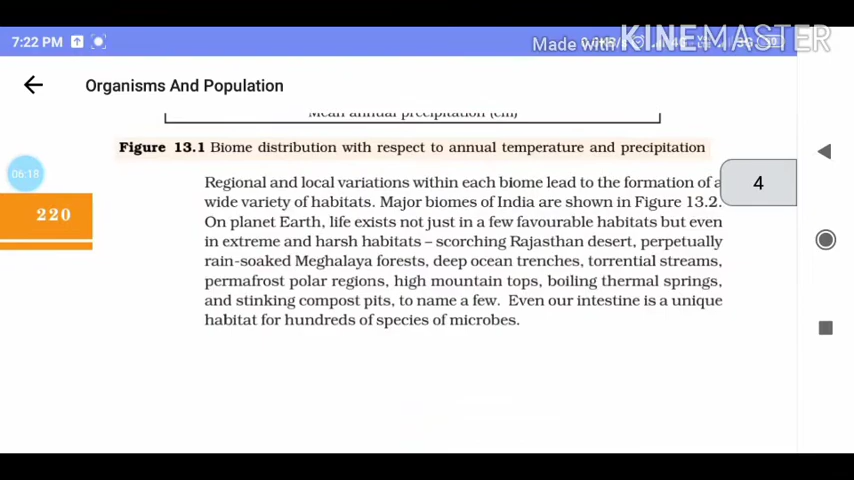 7:22 PM
Made with KINEMASTER
Organisms And Population
Mean annual precipitation (cm)
Figure 13.1 Biome distribution with respect to annual temperature and precipitation
06:18
4
220
Regional and local variations within each biome lead to the formation of a
wide variety of habitats. Major biomes of India are shown in Figure 13.2.
On planet Earth, life exists not just in a few favourable habitats but even
in extreme and harsh habitats – scorching Rajasthan desert, perpetually
rain-soaked Meghalaya forests, deep ocean trenches, torrential streams,
permafrost polar regions, high mountain tops, boiling thermal springs,
and stinking compost pits, to name a few. Even our intestine is a unique
habitat for hundreds of species of microbes.